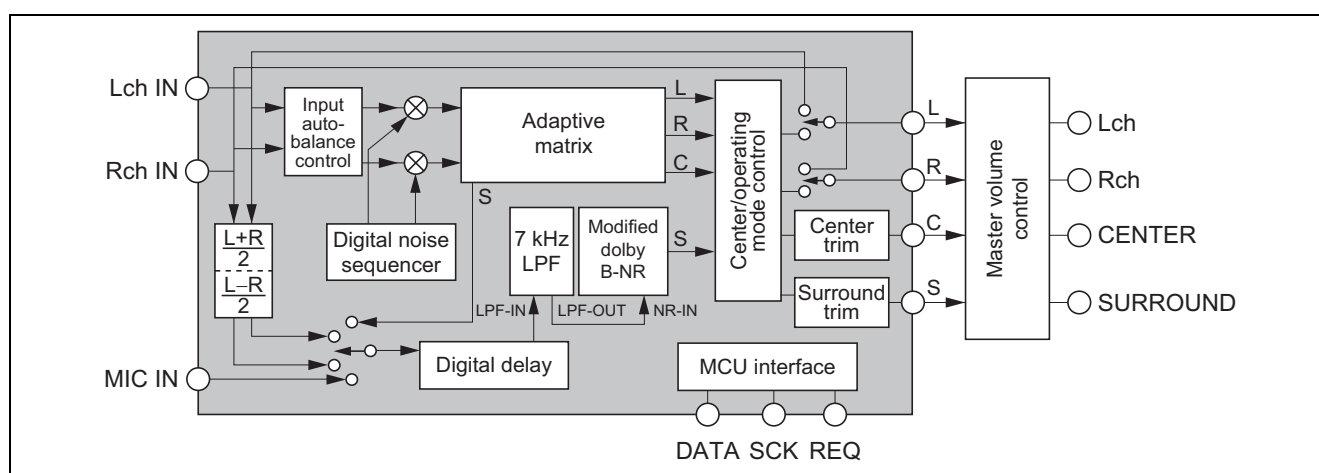 Lch IN
Rch IN
MIC IN
Input
auto-
balance
control
Adaptive
matrix
L
R
C
S
Digital noise
sequencer
L+R
2
L−R
2
7 kHz
LPF
Modified
dolby
B-NR
S
LPF-IN
LPF-OUT
NR-IN
Digital delay
Center/operating
mode control
Center
trim
Surround
trim
MCU interface
DATA
SCK
REQ
L
R
C
S
Master volume
control
Lch
Rch
CENTER
SURROUND